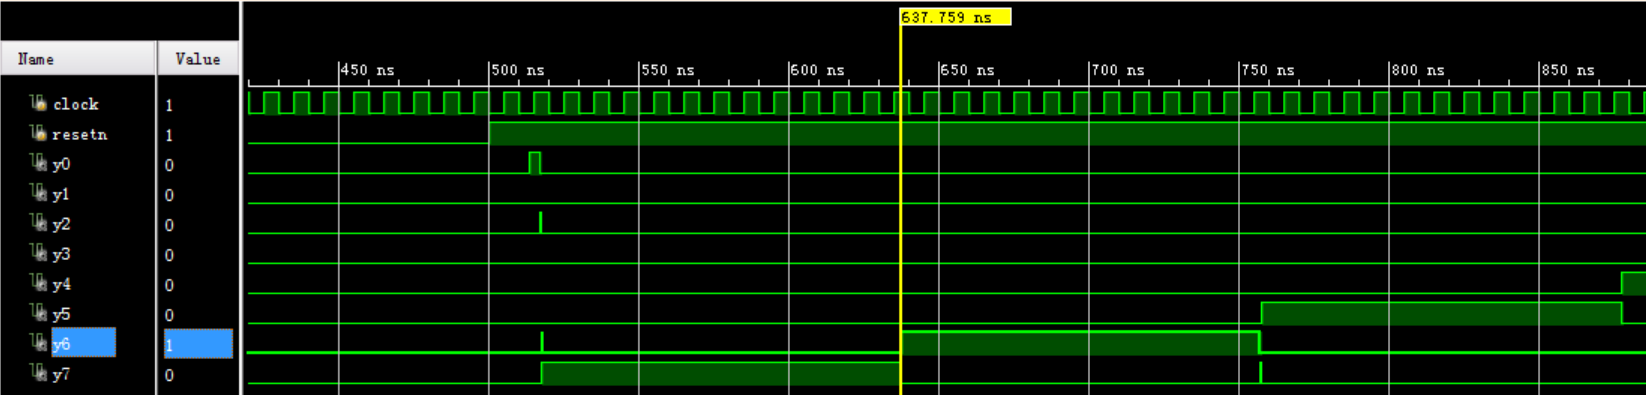 637.759 ns
Name Value
450 ns 500 ns 550 ns 600 ns 650 ns 700 ns 750 ns 800 ns 850 ns
clock 1
resetn 1
y0 0
y1 0
y2 0
y3 0
y4 0
y5 0
y6 1
y7 0